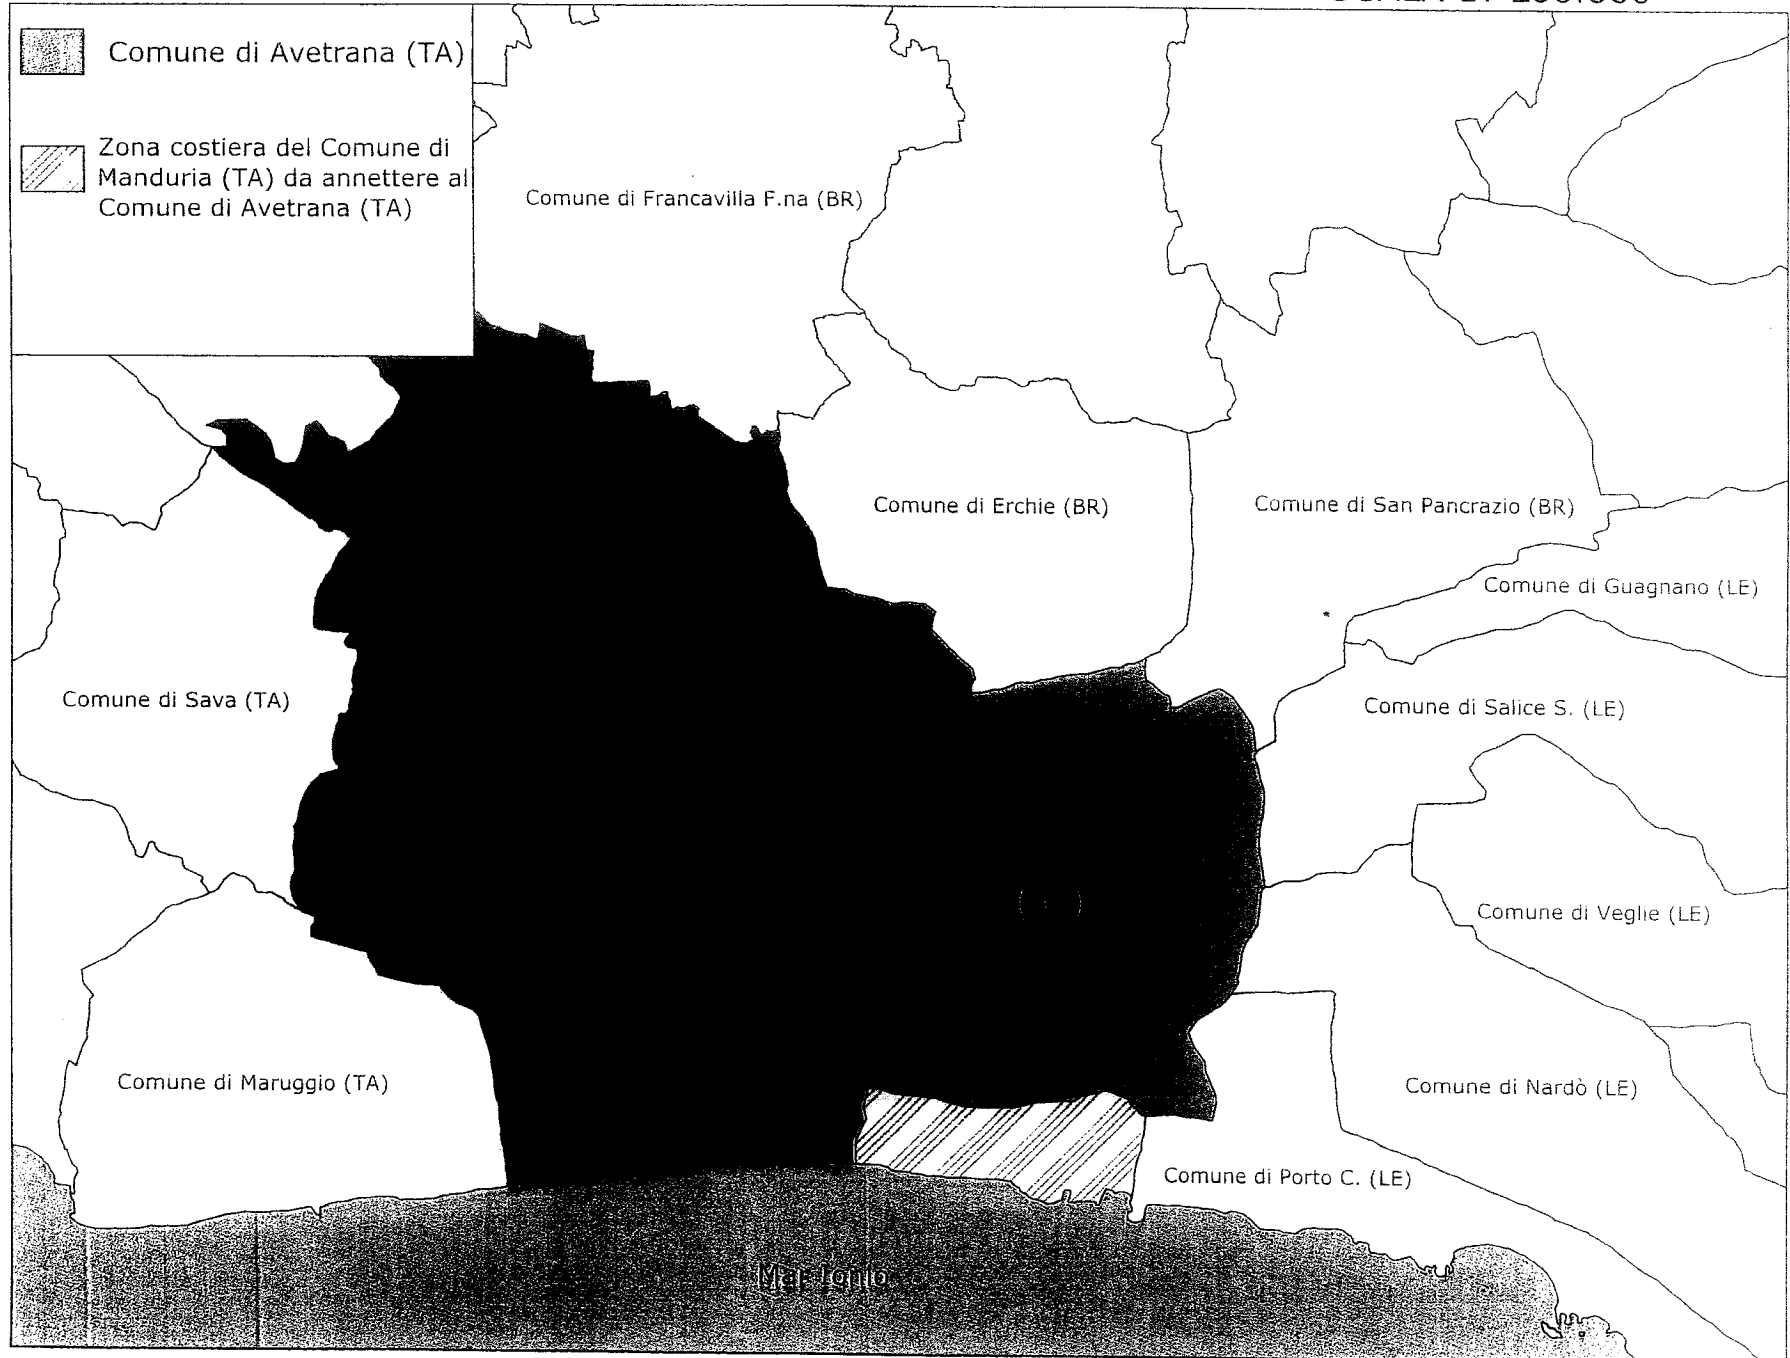 Comune di Avetrana (TA)
Zona costiera del Comune di
Manduria (TA) da annettere al
Comune di Avetrana (TA)
Comune di Francavilla F.na (BR)
Comune di Erchie (BR)
Comune di San Pancrazio (BR)
Comune di Guagnano (LE)
Comune di Sava (TA)
Comune di Salice S. (LE)
Comune di Veglie (LE)
Comune di Maruggio (TA)
Comune di Nardò (LE)
Comune di Porto C. (LE)
Mar Ionio